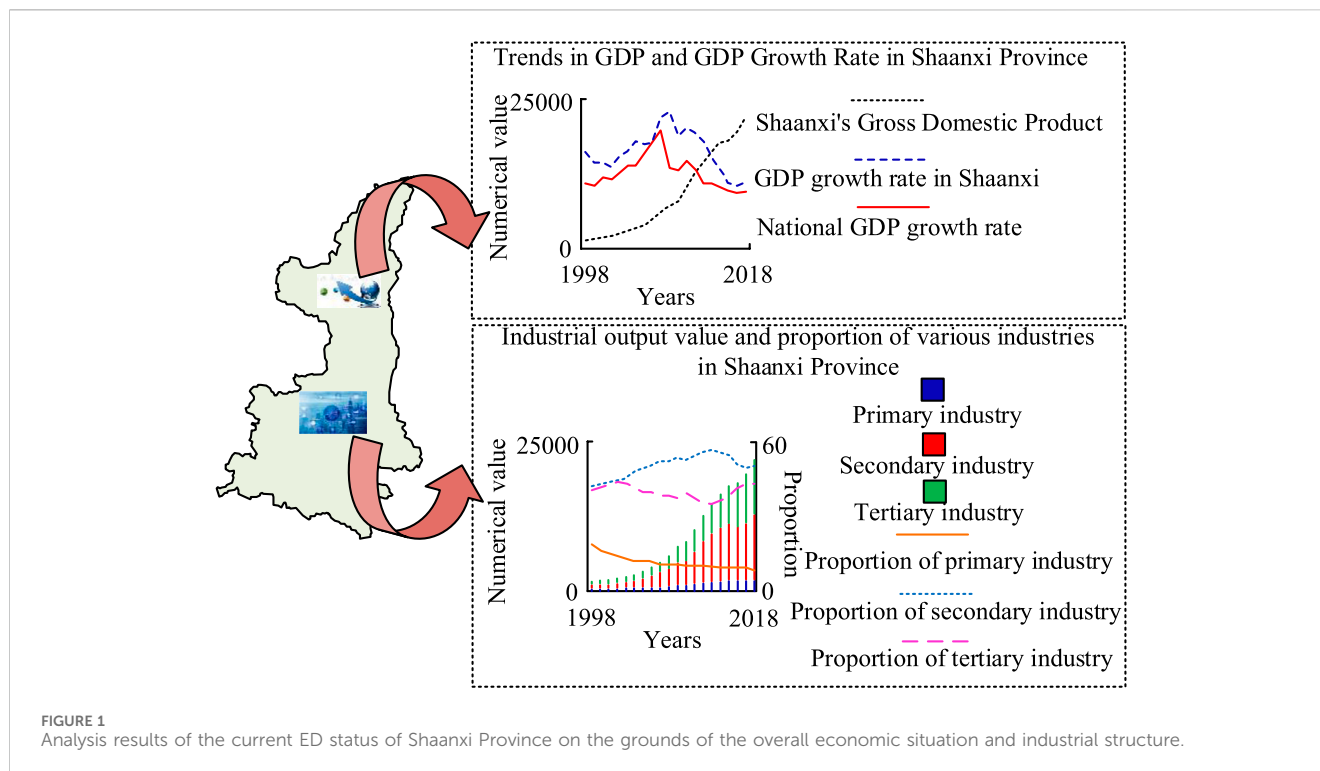 Trends in GDP and GDP Growth Rate in Shaanxi Province
Numerical value
25000
0
1998
2018
Years
Shaanxi's Gross Domestic Product
GDP growth rate in Shaanxi
National GDP growth rate
Industrial output value and proportion of various industries
in Shaanxi Province
Numerical value
25000
0
60
0
Proportion
1998
2018
Years
Primary industry
Secondary industry
Tertiary industry
Proportion of primary industry
Proportion of secondary industry
Proportion of tertiary industry
FIGURE 1
Analysis results of the current ED status of Shaanxi Province on the grounds of the overall economic situation and industrial structure.